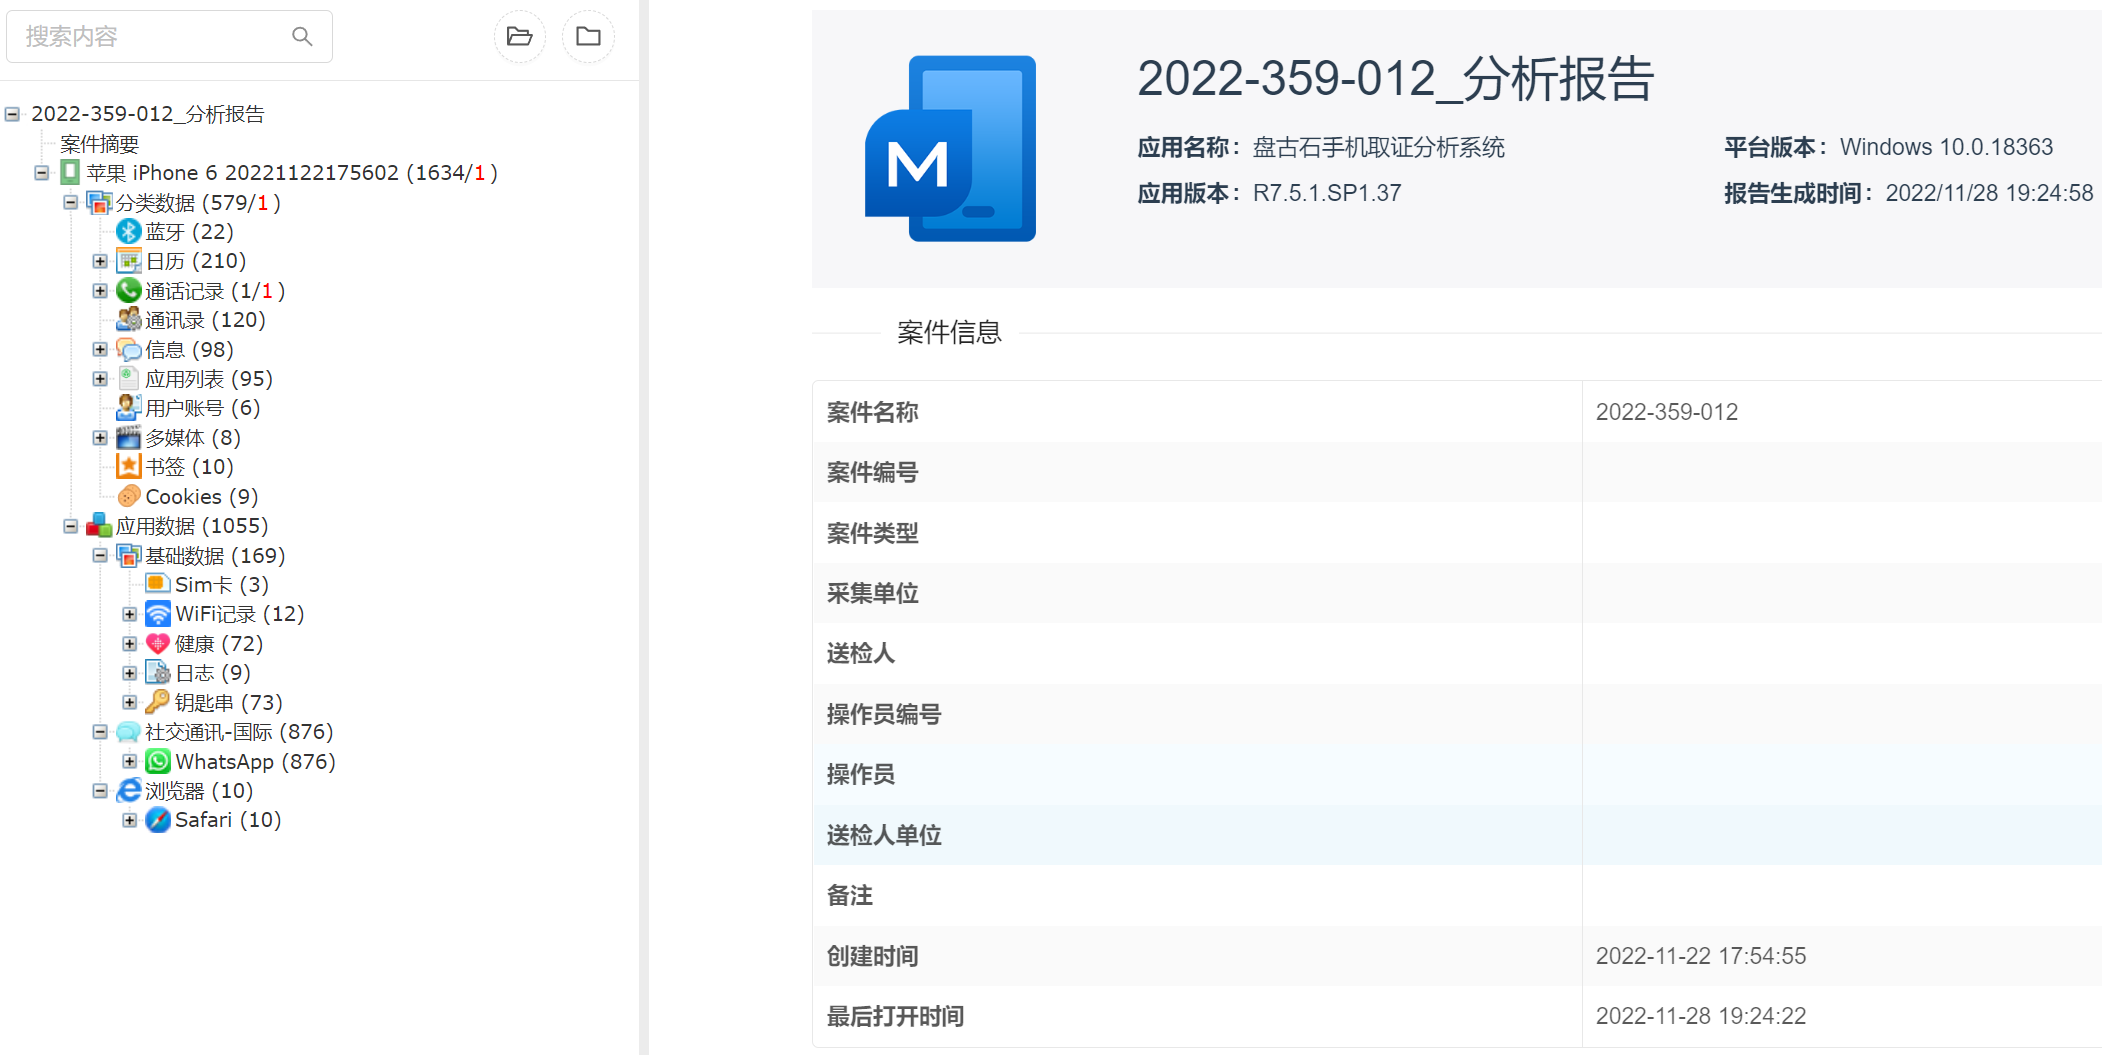 搜索内容
2022-359-012_分析报告
案件摘要
苹果 iPhone 6 20221122175602 (1634/1 )
分类数据 (579/1 )
蓝牙 (22)
日历 (210)
通话记录 (1/1 )
通讯录 (120)
信息 (98)
应用列表 (95)
用户账号 (6)
多媒体 (8)
书签 (10)
Cookies (9)
应用数据 (1055)
基础数据 (169)
Sim卡 (3)
WiFi记录 (12)
健康 (72)
日志 (9)
钥匙串 (73)
社交通讯-国际 (876)
WhatsApp (876)
浏览器 (10)
Safari (10)
M
2022-359-012_分析报告
应用名称： 盘古石手机取证分析系统 平台版本： Windows 10.0.18363
应用版本： R7.5.1.SP1.37 报告生成时间： 2022/11/28 19:24:58
案件信息
案件名称 2022-359-012
案件编号
案件类型
采集单位
送检人
操作员编号
操作员
送检人单位
备注
创建时间 2022-11-22 17:54:55
最后打开时间 2022-11-28 19:24:22